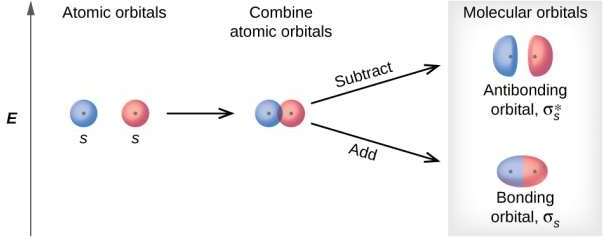 Atomic orbitals
Combine
atomic orbitals
Molecular orbitals
E
s
s
Subtract
Add
Antibonding
orbital, σs*
Bonding
orbital, σs